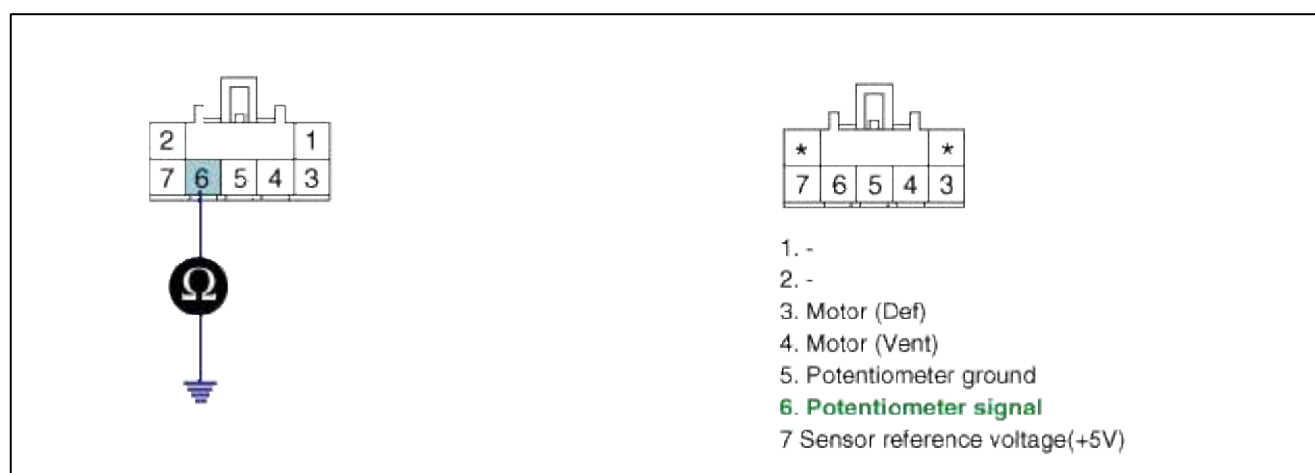 2 1
7 6 5 4 3
Ω
* *
7 6 5 4 3
1. -
2. -
3. Motor (Def)
4. Motor (Vent)
5. Potentiometer ground
6. Potentiometer signal
7 Sensor reference voltage(+5V)